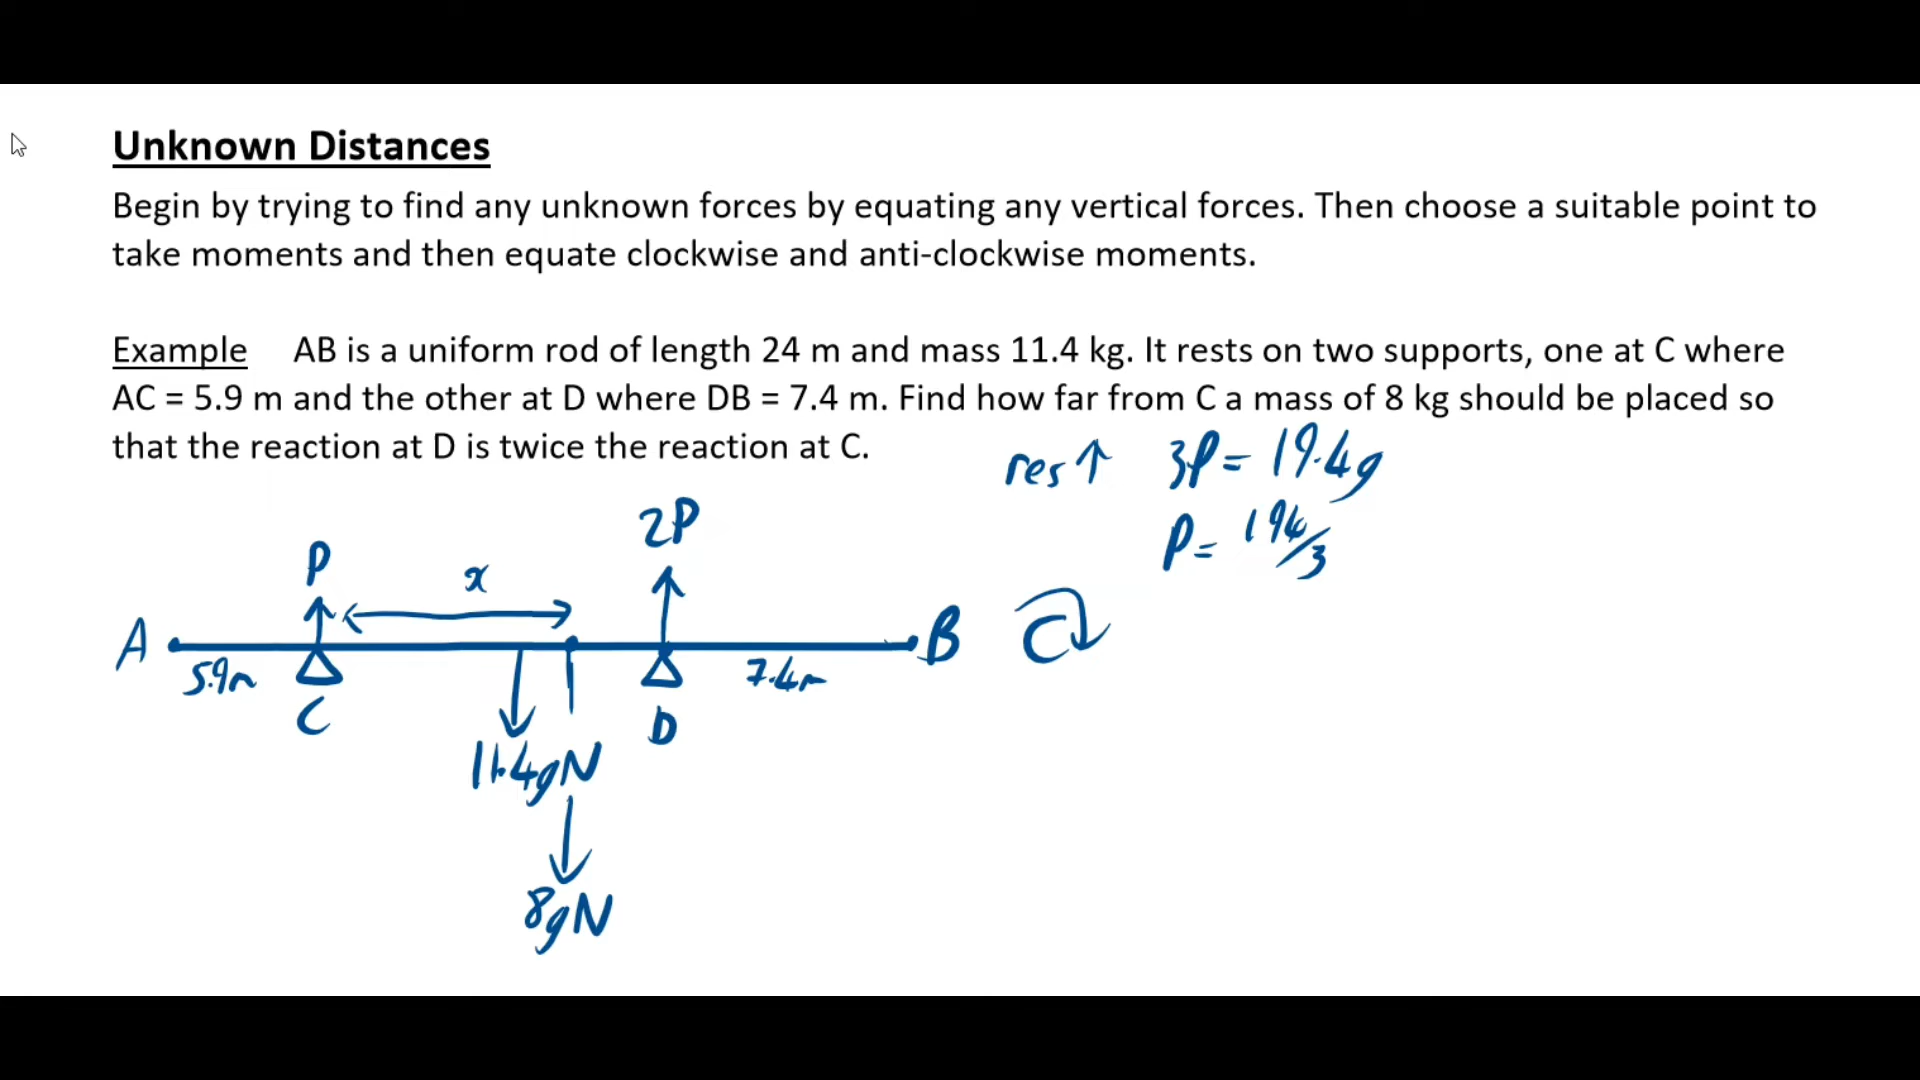 Unknown Distances
Begin by trying to find any unknown forces by equating any vertical forces. Then choose a suitable point to
take moments and then equate clockwise and anti-clockwise moments.
Example AB is a uniform rod of length 24 m and mass 11.4 kg. It rests on two supports, one at C where
AC = 5.9 m and the other at D where DB = 7.4 m. Find how far from C a mass of 8 kg should be placed so
that the reaction at D is twice the reaction at C.
res ↑ 3P = 19.4g
P =
2P
P
x
A
B
C
5.9m
7.4m
C
D
11.4gN
8gN